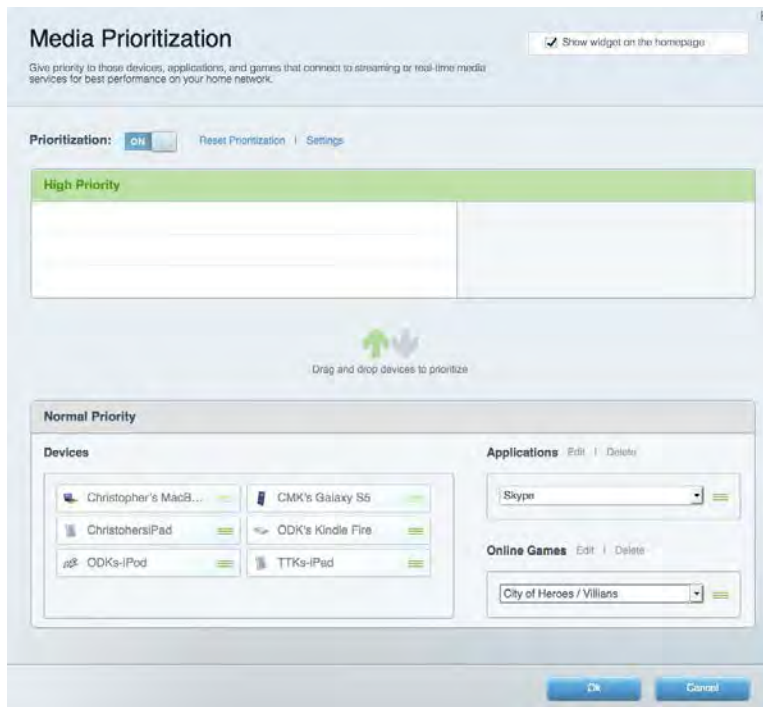 Media Prioritization
Show widget on the homepage
Give priority to those devices, applications, and games that connect to streaming or real-time media
services for best performance on your home network.
Prioritization: ON Reset Prioritization | Settings
High Priority
Drag and drop devices to prioritize
Normal Priority
Devices
Applications Edit | Delete
Christopher's MacB... CMK's Galaxy S5
Skype
ChristohersiPad ODK's Kindle Fire
ODKs-iPod TTKs-iPad
Online Games Edit | Delete
City of Heroes / Villians
Ok Cancel